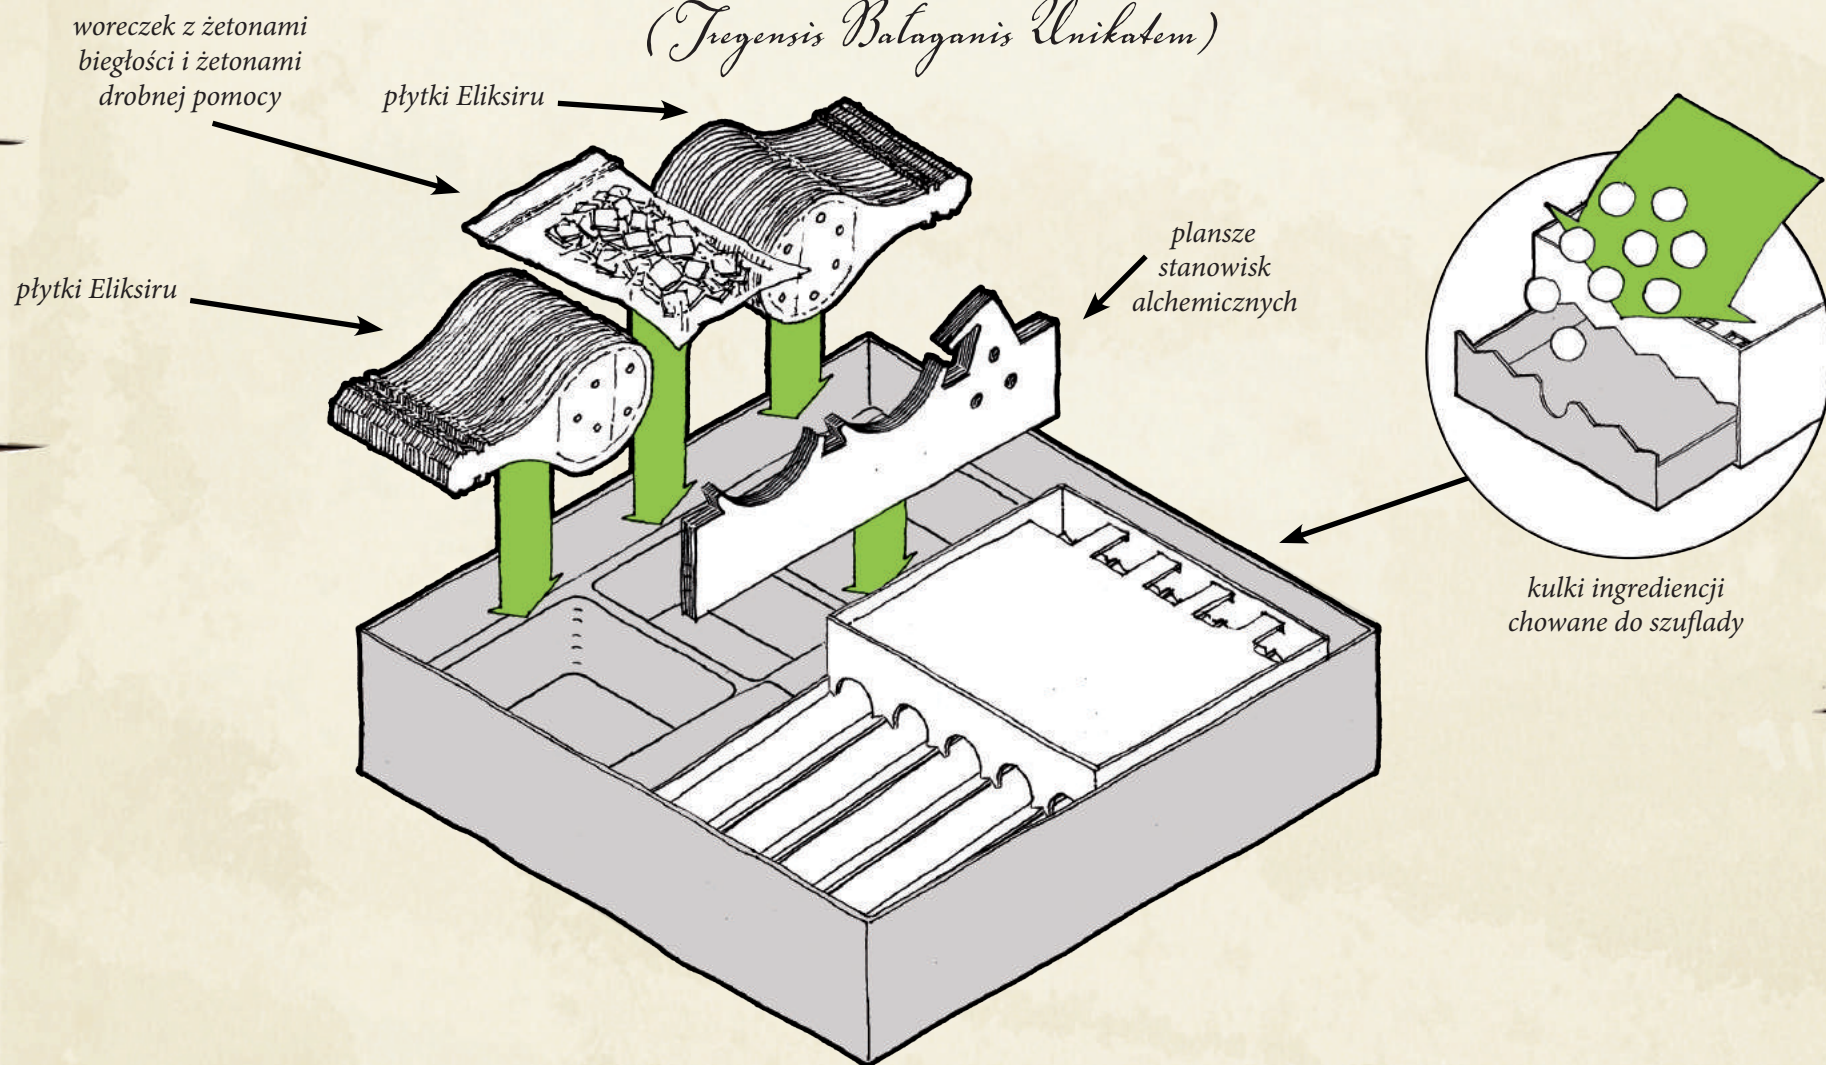 (Tregensis Bałaganis Unikatem)
woreczek z żetonami
biegłości i żetonami
drobnej pomocy
płytki Eliksiru
płytki Eliksiru
plansze
stanowisk
alchemicznych
kulki ingrediencji
chowane do szuflady